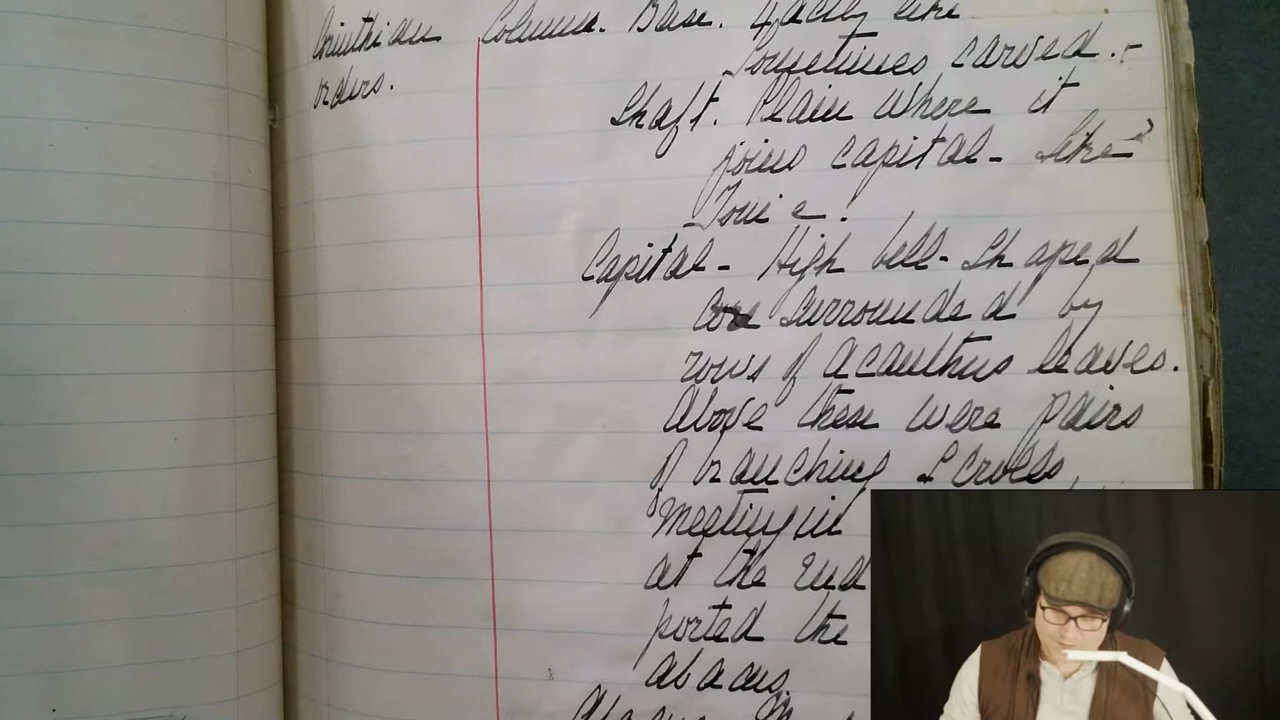 Corinthian Column. Base. Exactly like
orders. Sometimes carved.-
Shaft. Plain where it
joins capital- like
Ionic.
Capital- High bell-Shaped
core surrounded by
rows of acanthus leaves.
Above these were pairs
of branching Scrolls,
meeting in
at the end
ported the
abacus.